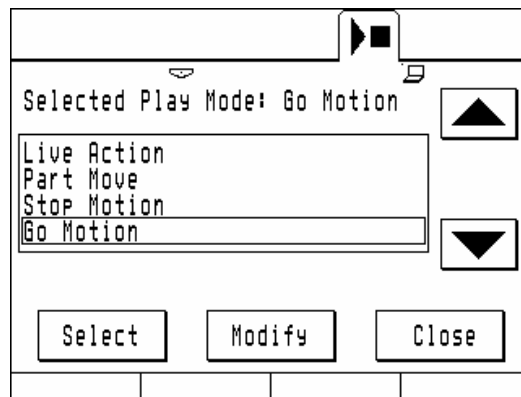 Selected Play Mode: Go Motion
Live Action
Part Move
Stop Motion
Go Motion
Select
Modify
Close